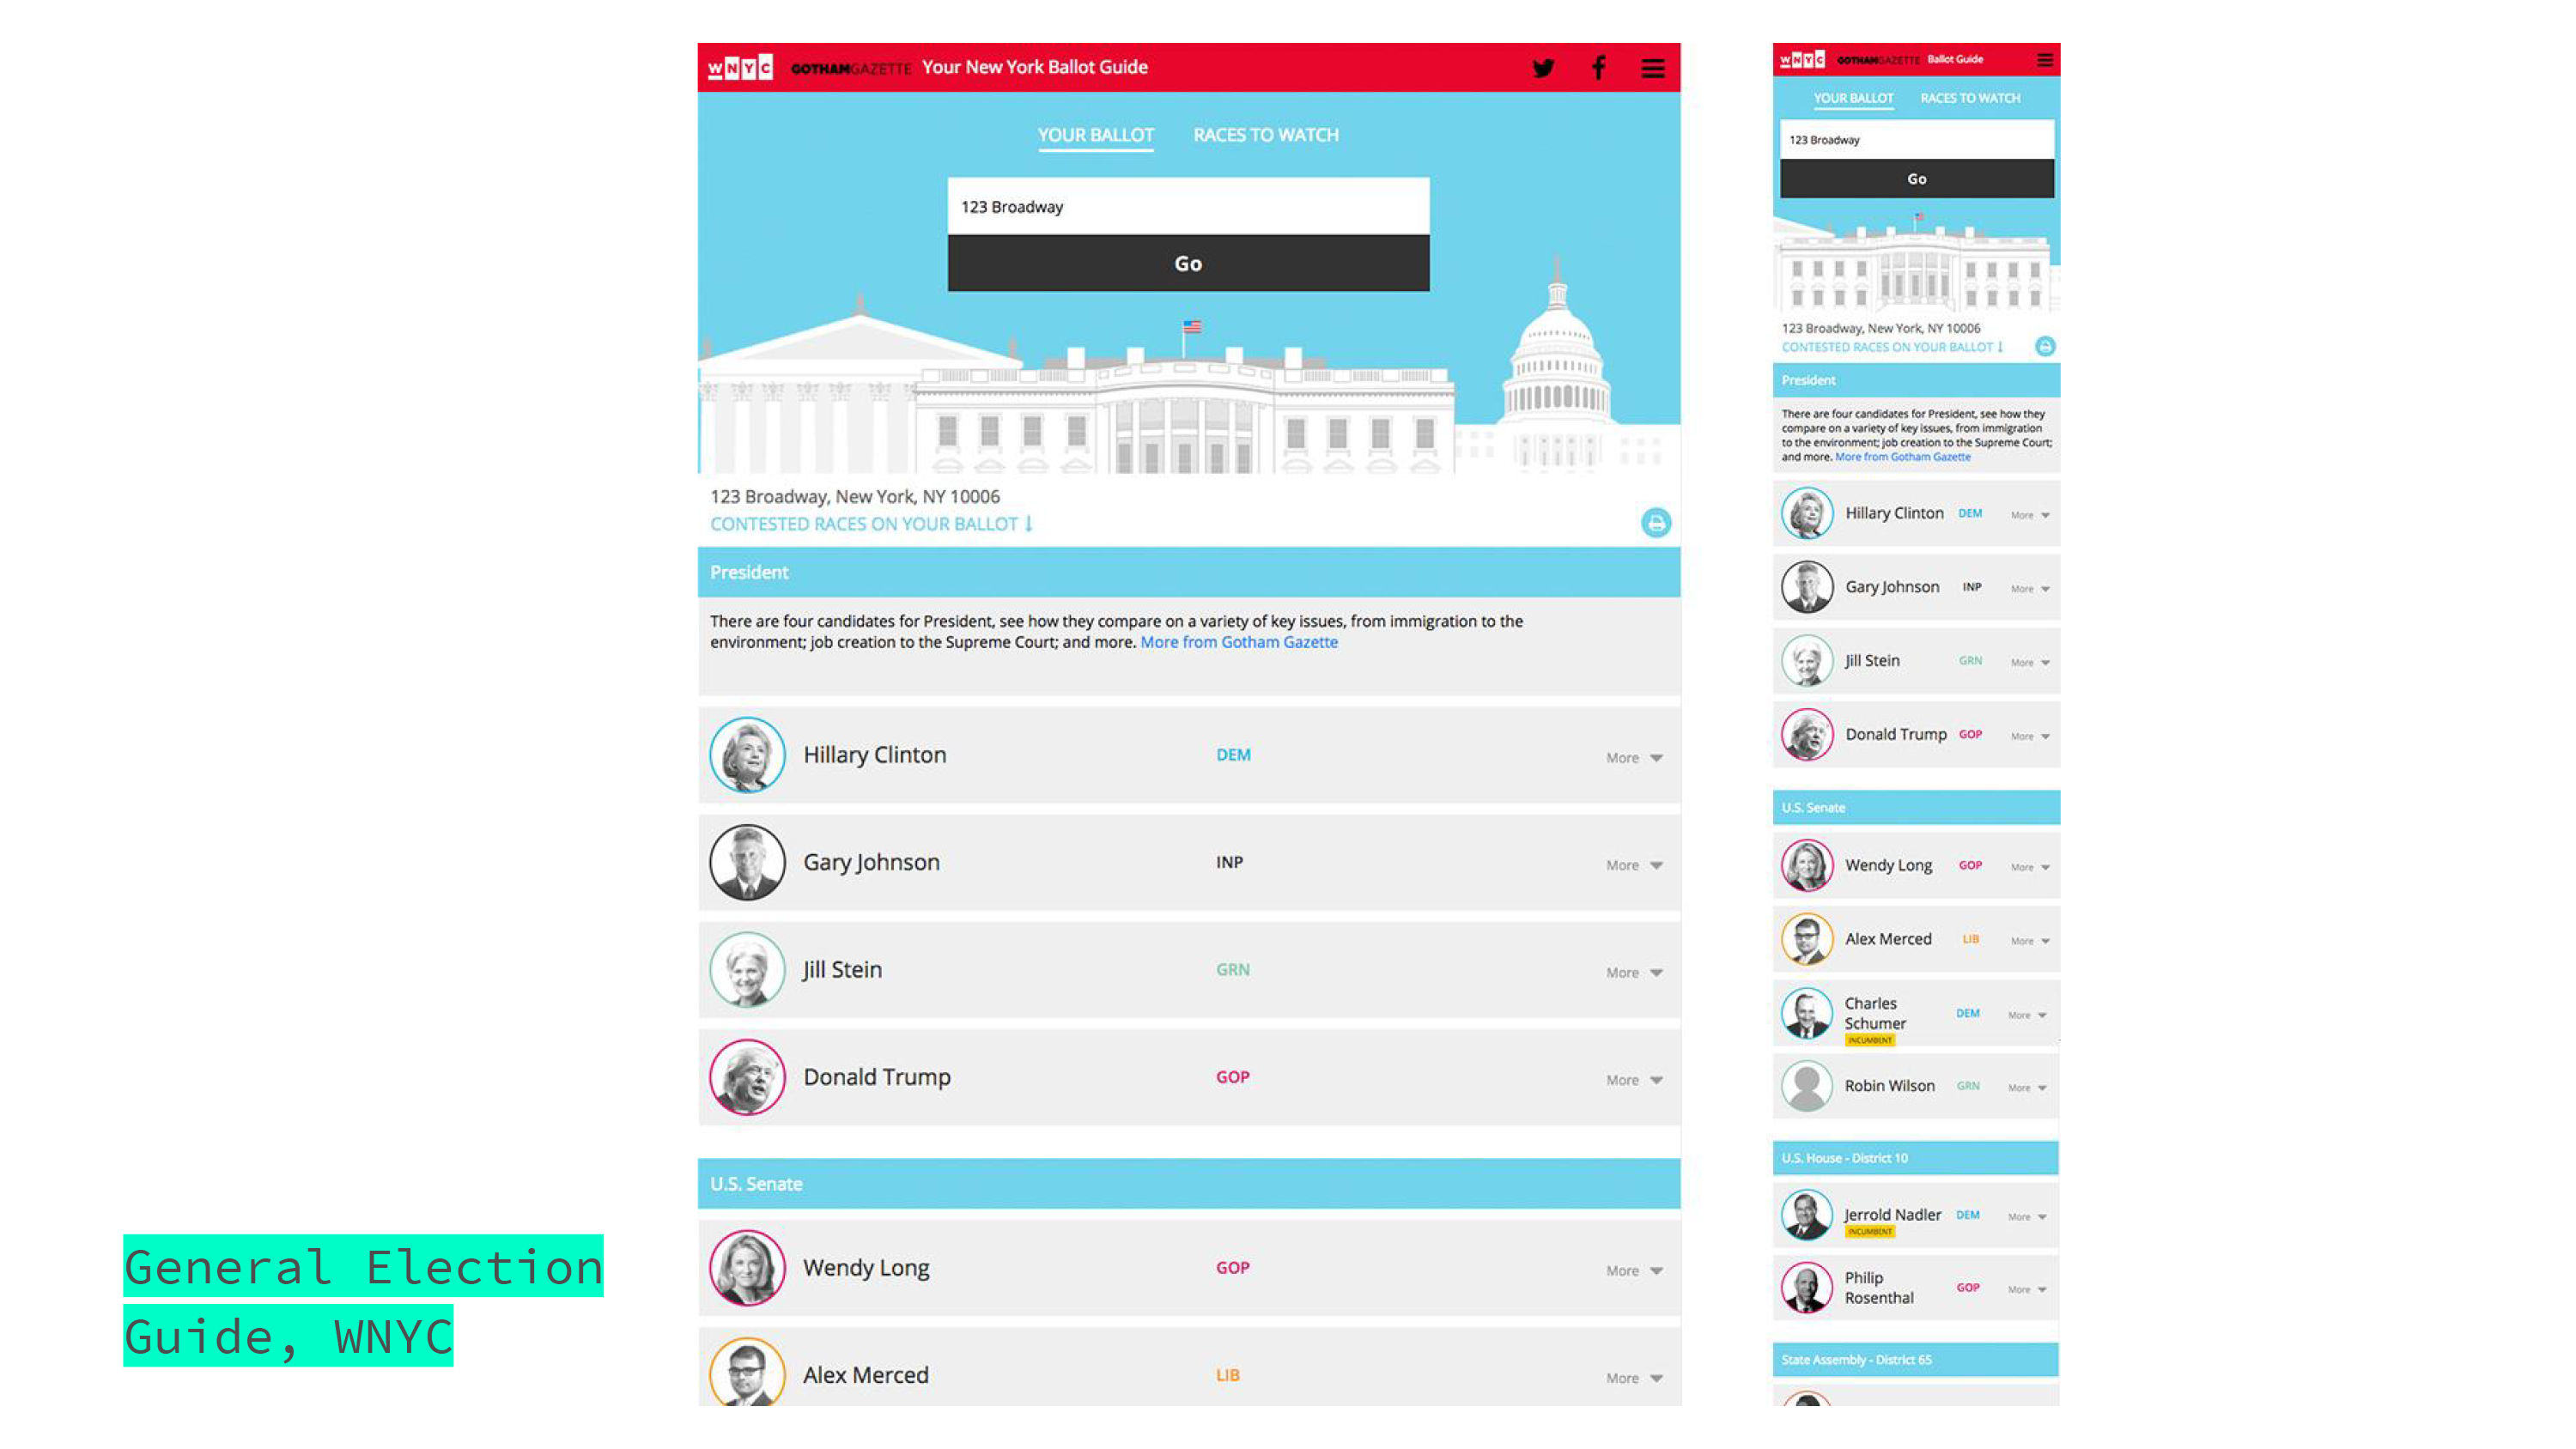 WNYC GOTHAMGAZETTE Your New York Ballot Guide
YOUR BALLOT RACES TO WATCH
123 Broadway
Go
123 Broadway, New York, NY 10006
CONTESTED RACES ON YOUR BALLOT
President
There are four candidates for President, see how they compare on a variety of key issues, from immigration to the
environment; job creation to the Supreme Court; and more. More from Gotham Gazette
Hillary Clinton DEM More
Gary Johnson INP More
Jill Stein GRN More
Donald Trump GOP More
U.S. Senate
Wendy Long GOP More
Alex Merced LIB More
WNYC GOTHAMGAZETTE Ballot Guide
YOUR BALLOT RACES TO WATCH
123 Broadway
Go
123 Broadway, New York, NY 10006
CONTESTED RACES ON YOUR BALLOT
President
There are four candidates for President, see how they
compare on a variety of key issues, from immigration
to the environment; job creation to the Supreme Court;
and more. More from Gotham Gazette
Hillary Clinton DEM More
Gary Johnson INP More
Jill Stein GRN More
Donald Trump GOP More
U.S. Senate
Wendy Long GOP More
Alex Merced LIB More
Charles
Schumer DEM More
INCUMBENT
Robin Wilson GRN More
U.S. House - District 10
Jerrold Nadler DEM More
INCUMBENT
Philip
Rosenthal GOP More
State Assembly - District 65
General Election
Guide, WNYC